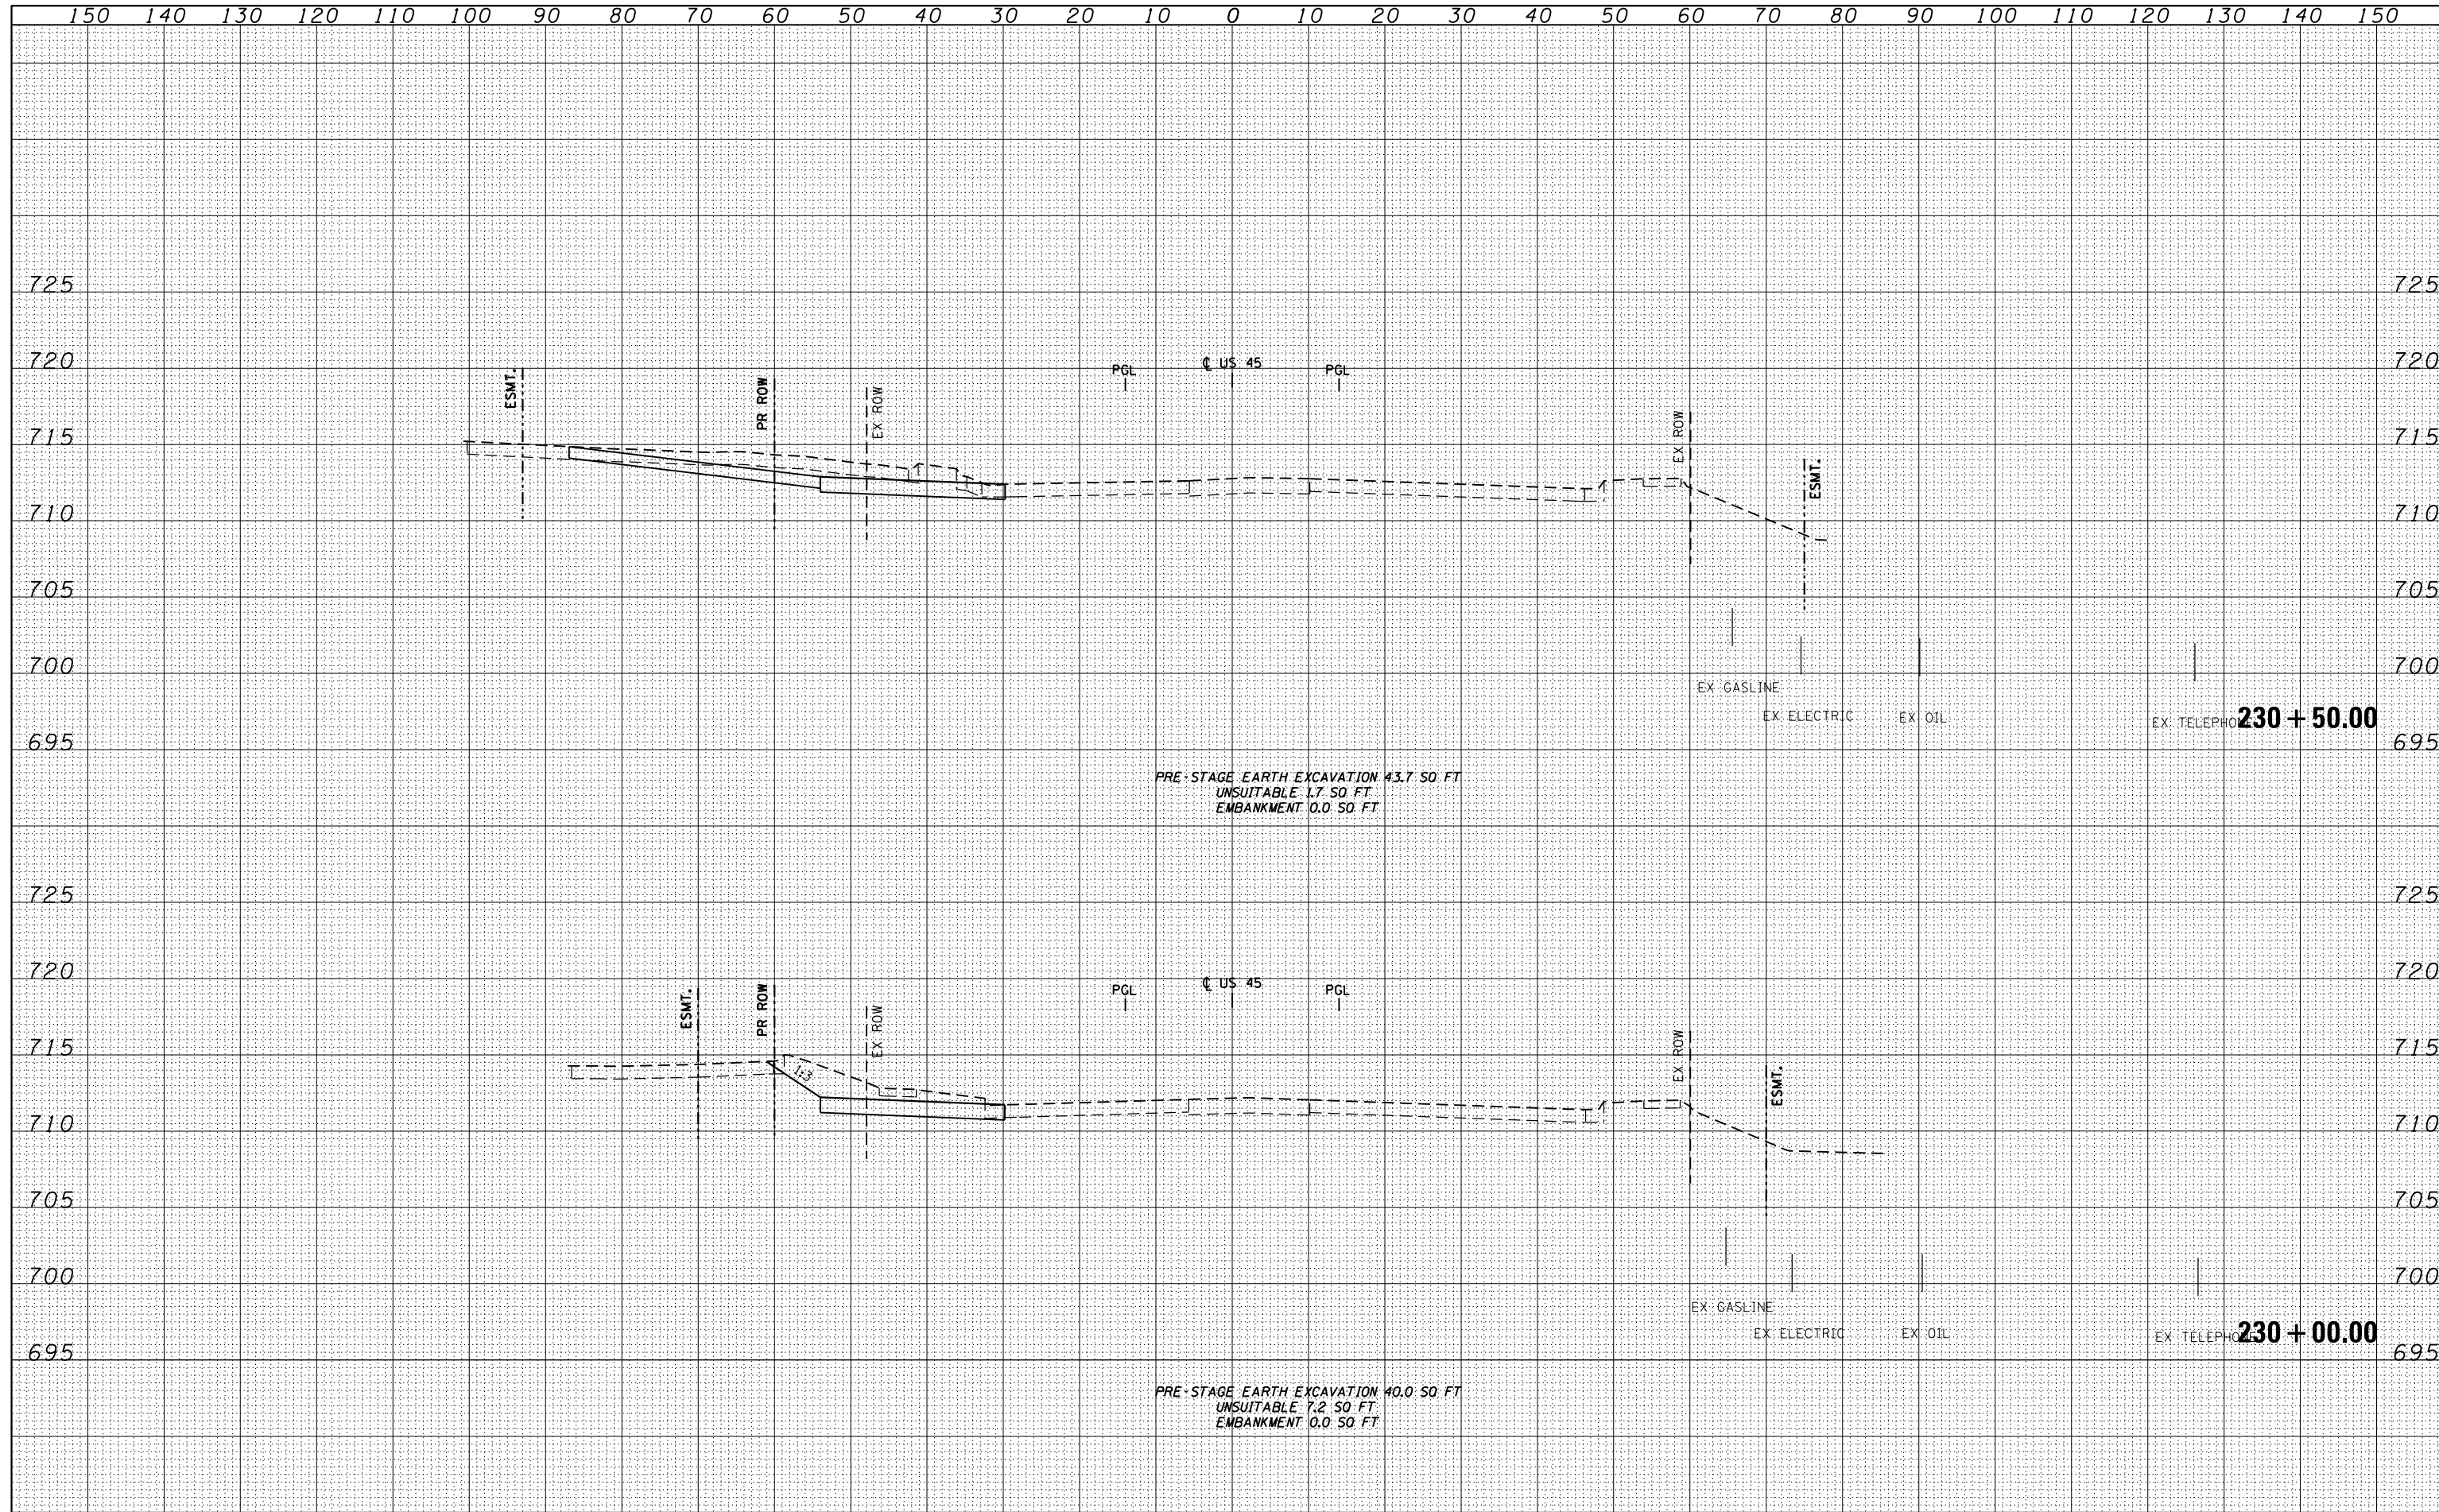 150 140 130 120 110 100 90 80 70 60 50 40 30 20 10 0 10 20 30 40 50 60 70 80 90 100 110 120 130 140 150
725 725
720 720
℄ US 45
PGL PGL
ESMT.
PR ROW
EX ROW
EX ROW
ESMT.
715 715
710 710
705 705
700 700
EX GASLINE
EX ELECTRIC EX OIL EX TELEPHONE 230+50.00
695 695
PRE-STAGE EARTH EXCAVATION 43.7 SQ FT
UNSUITABLE 1.7 SQ FT
EMBANKMENT 0.0 SQ FT
725 725
720 720
℄ US 45
PGL PGL
ESMT.
PR ROW
EX ROW
EX ROW
ESMT.
715 715
1:3
710 710
705 705
700 700
EX GASLINE
EX ELECTRIC EX OIL EX TELEPHONE 230+00.00
695 695
PRE-STAGE EARTH EXCAVATION 40.0 SQ FT
UNSUITABLE 7.2 SQ FT
EMBANKMENT 0.0 SQ FT